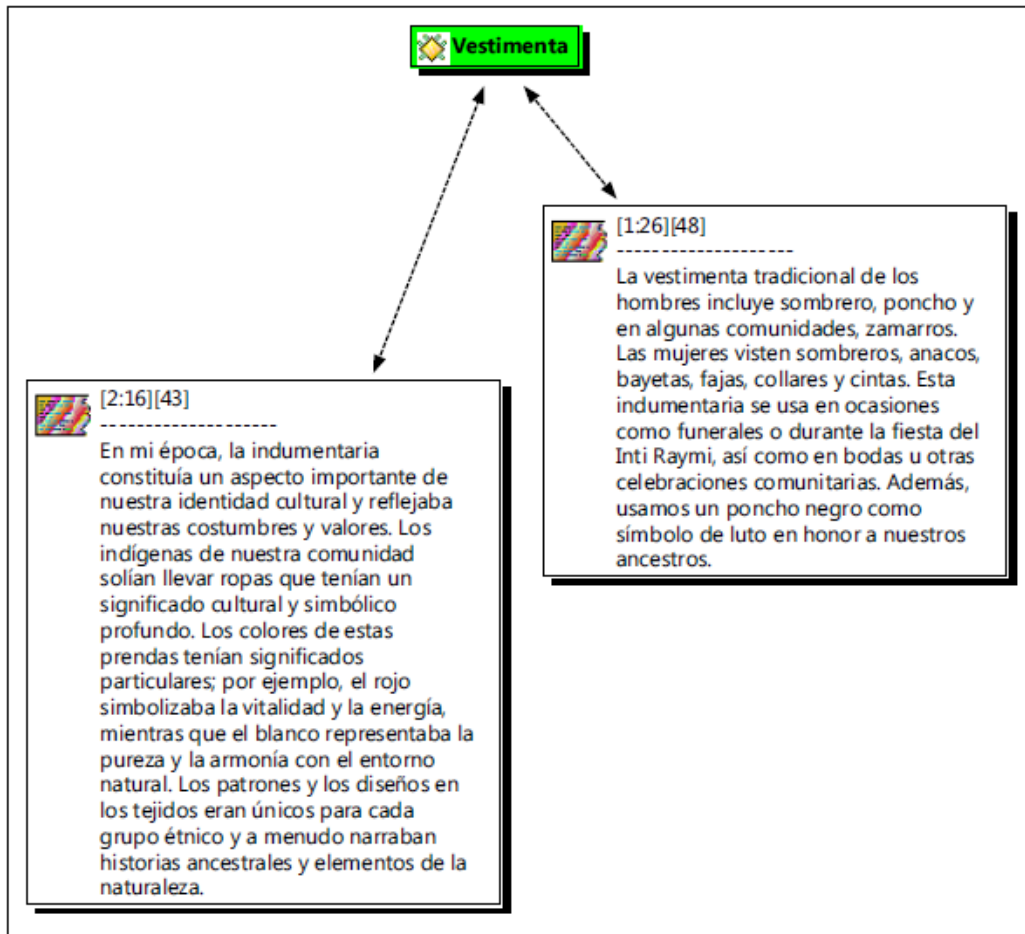 Vestimenta
[1:26][48]
--------------------
La vestimenta tradicional de los
hombres incluye sombrero, poncho y
en algunas comunidades, zamarros.
Las mujeres visten sombreros, anacos,
bayetas, fajas, collares y cintas. Esta
indumentaria se usa en ocasiones
como funerales o durante la fiesta del
Inti Raymi, así como en bodas u otras
celebraciones comunitarias. Además,
usamos un poncho negro como
símbolo de luto en honor a nuestros
ancestros.
[2:16][43]
--------------------
En mi época, la indumentaria
constituía un aspecto importante de
nuestra identidad cultural y reflejaba
nuestras costumbres y valores. Los
indígenas de nuestra comunidad
solían llevar ropas que tenían un
significado cultural y simbólico
profundo. Los colores de estas
prendas tenían significados
particulares; por ejemplo, el rojo
simbolizaba la vitalidad y la energía,
mientras que el blanco representaba la
pureza y la armonía con el entorno
natural. Los patrones y los diseños en
los tejidos eran únicos para cada
grupo étnico y a menudo narraban
historias ancestrales y elementos de la
naturaleza.